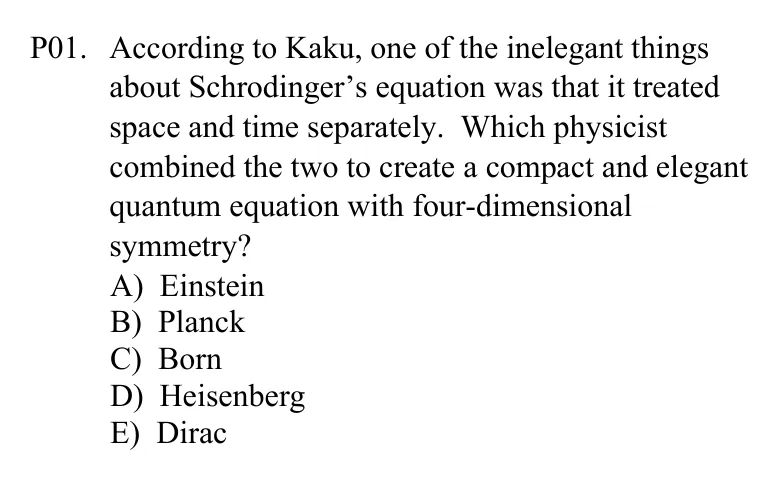 P01. According to Kaku, one of the inelegant things
about Schrodinger’s equation was that it treated
space and time separately. Which physicist
combined the two to create a compact and elegant
quantum equation with four-dimensional
symmetry?
A) Einstein
B) Planck
C) Born
D) Heisenberg
E) Dirac